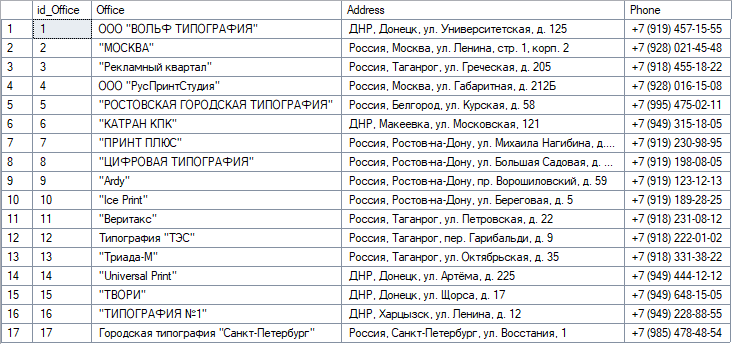 id_Office Office Address Phone
1 1 ООО "ВОЛЬФ ТИПОГРАФИЯ" ДНР, Донецк, ул. Университетская, д. 125 +7 (919) 457-15-55
2 2 "МОСКВА" Россия, Москва, ул. Ленина, стр. 1, корп. 2 +7 (928) 021-45-48
3 3 "Рекламный квартал" Россия, Таганрог, ул. Греческая, д. 205 +7 (918) 455-18-22
4 4 ООО "РусПринтСтудия" Россия, Москва, ул. Габаритная, д. 212Б +7 (928) 016-15-08
5 5 "РОСТОВСКАЯ ГОРОДСКАЯ ТИПОГРАФИЯ" Россия, Белгород, ул. Курская, д. 58 +7 (995) 475-02-11
6 6 "КАТРАН КПК" ДНР, Макеевка, ул. Московская, 121 +7 (949) 315-18-05
7 7 "ПРИНТ ПЛЮС" Россия, Ростов-на-Дону, ул. Михаила Нагибина, д.... +7 (919) 230-98-95
8 8 "ЦИФРОВАЯ ТИПОГРАФИЯ" Россия, Ростов-на-Дону, ул. Большая Садовая, д. ... +7 (919) 198-08-05
9 9 "Ardy" Россия, Ростов-на-Дону, пр. Ворошиловский, д. 59 +7 (919) 123-12-13
10 10 "Ice Print" Россия, Ростов-на-Дону, ул. Береговая, д. 5 +7 (919) 189-28-25
11 11 "Веритакс" Россия, Таганрог, ул. Петровская, д. 22 +7 (918) 231-08-12
12 12 Типография "ТЭС" Россия, Таганрог, пер. Гарибальди, д. 9 +7 (918) 222-01-02
13 13 "Триада-М" Россия, Таганрог, ул. Октябрьская, д. 35 +7 (918) 331-38-22
14 14 "Universal Print" ДНР, Донецк, ул. Артёма, д. 225 +7 (949) 444-12-12
15 15 "ТВОРИ" ДНР, Донецк, ул. Щорса, д. 17 +7 (949) 648-15-05
16 16 "ТИПОГРАФИЯ №1" ДНР, Харцызск, ул. Ленина, д. 12 +7 (949) 228-88-55
17 17 Городская типография "Санкт-Петербург" Россия, Санкт-Петербург, ул. Восстания, 1 +7 (985) 478-48-54